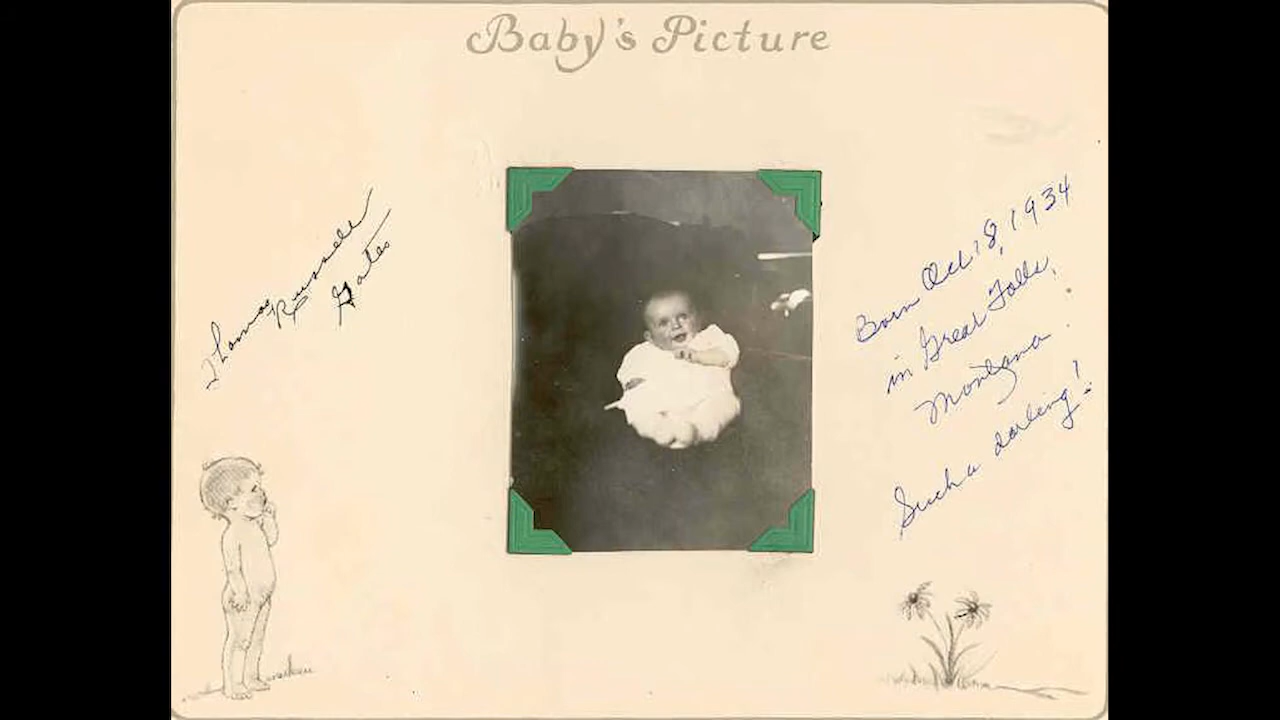 Baby's Picture
Thomas
Russell
Gates
Born Oct 18, 1934
in Great Falls,
Montana.
Such a darling!